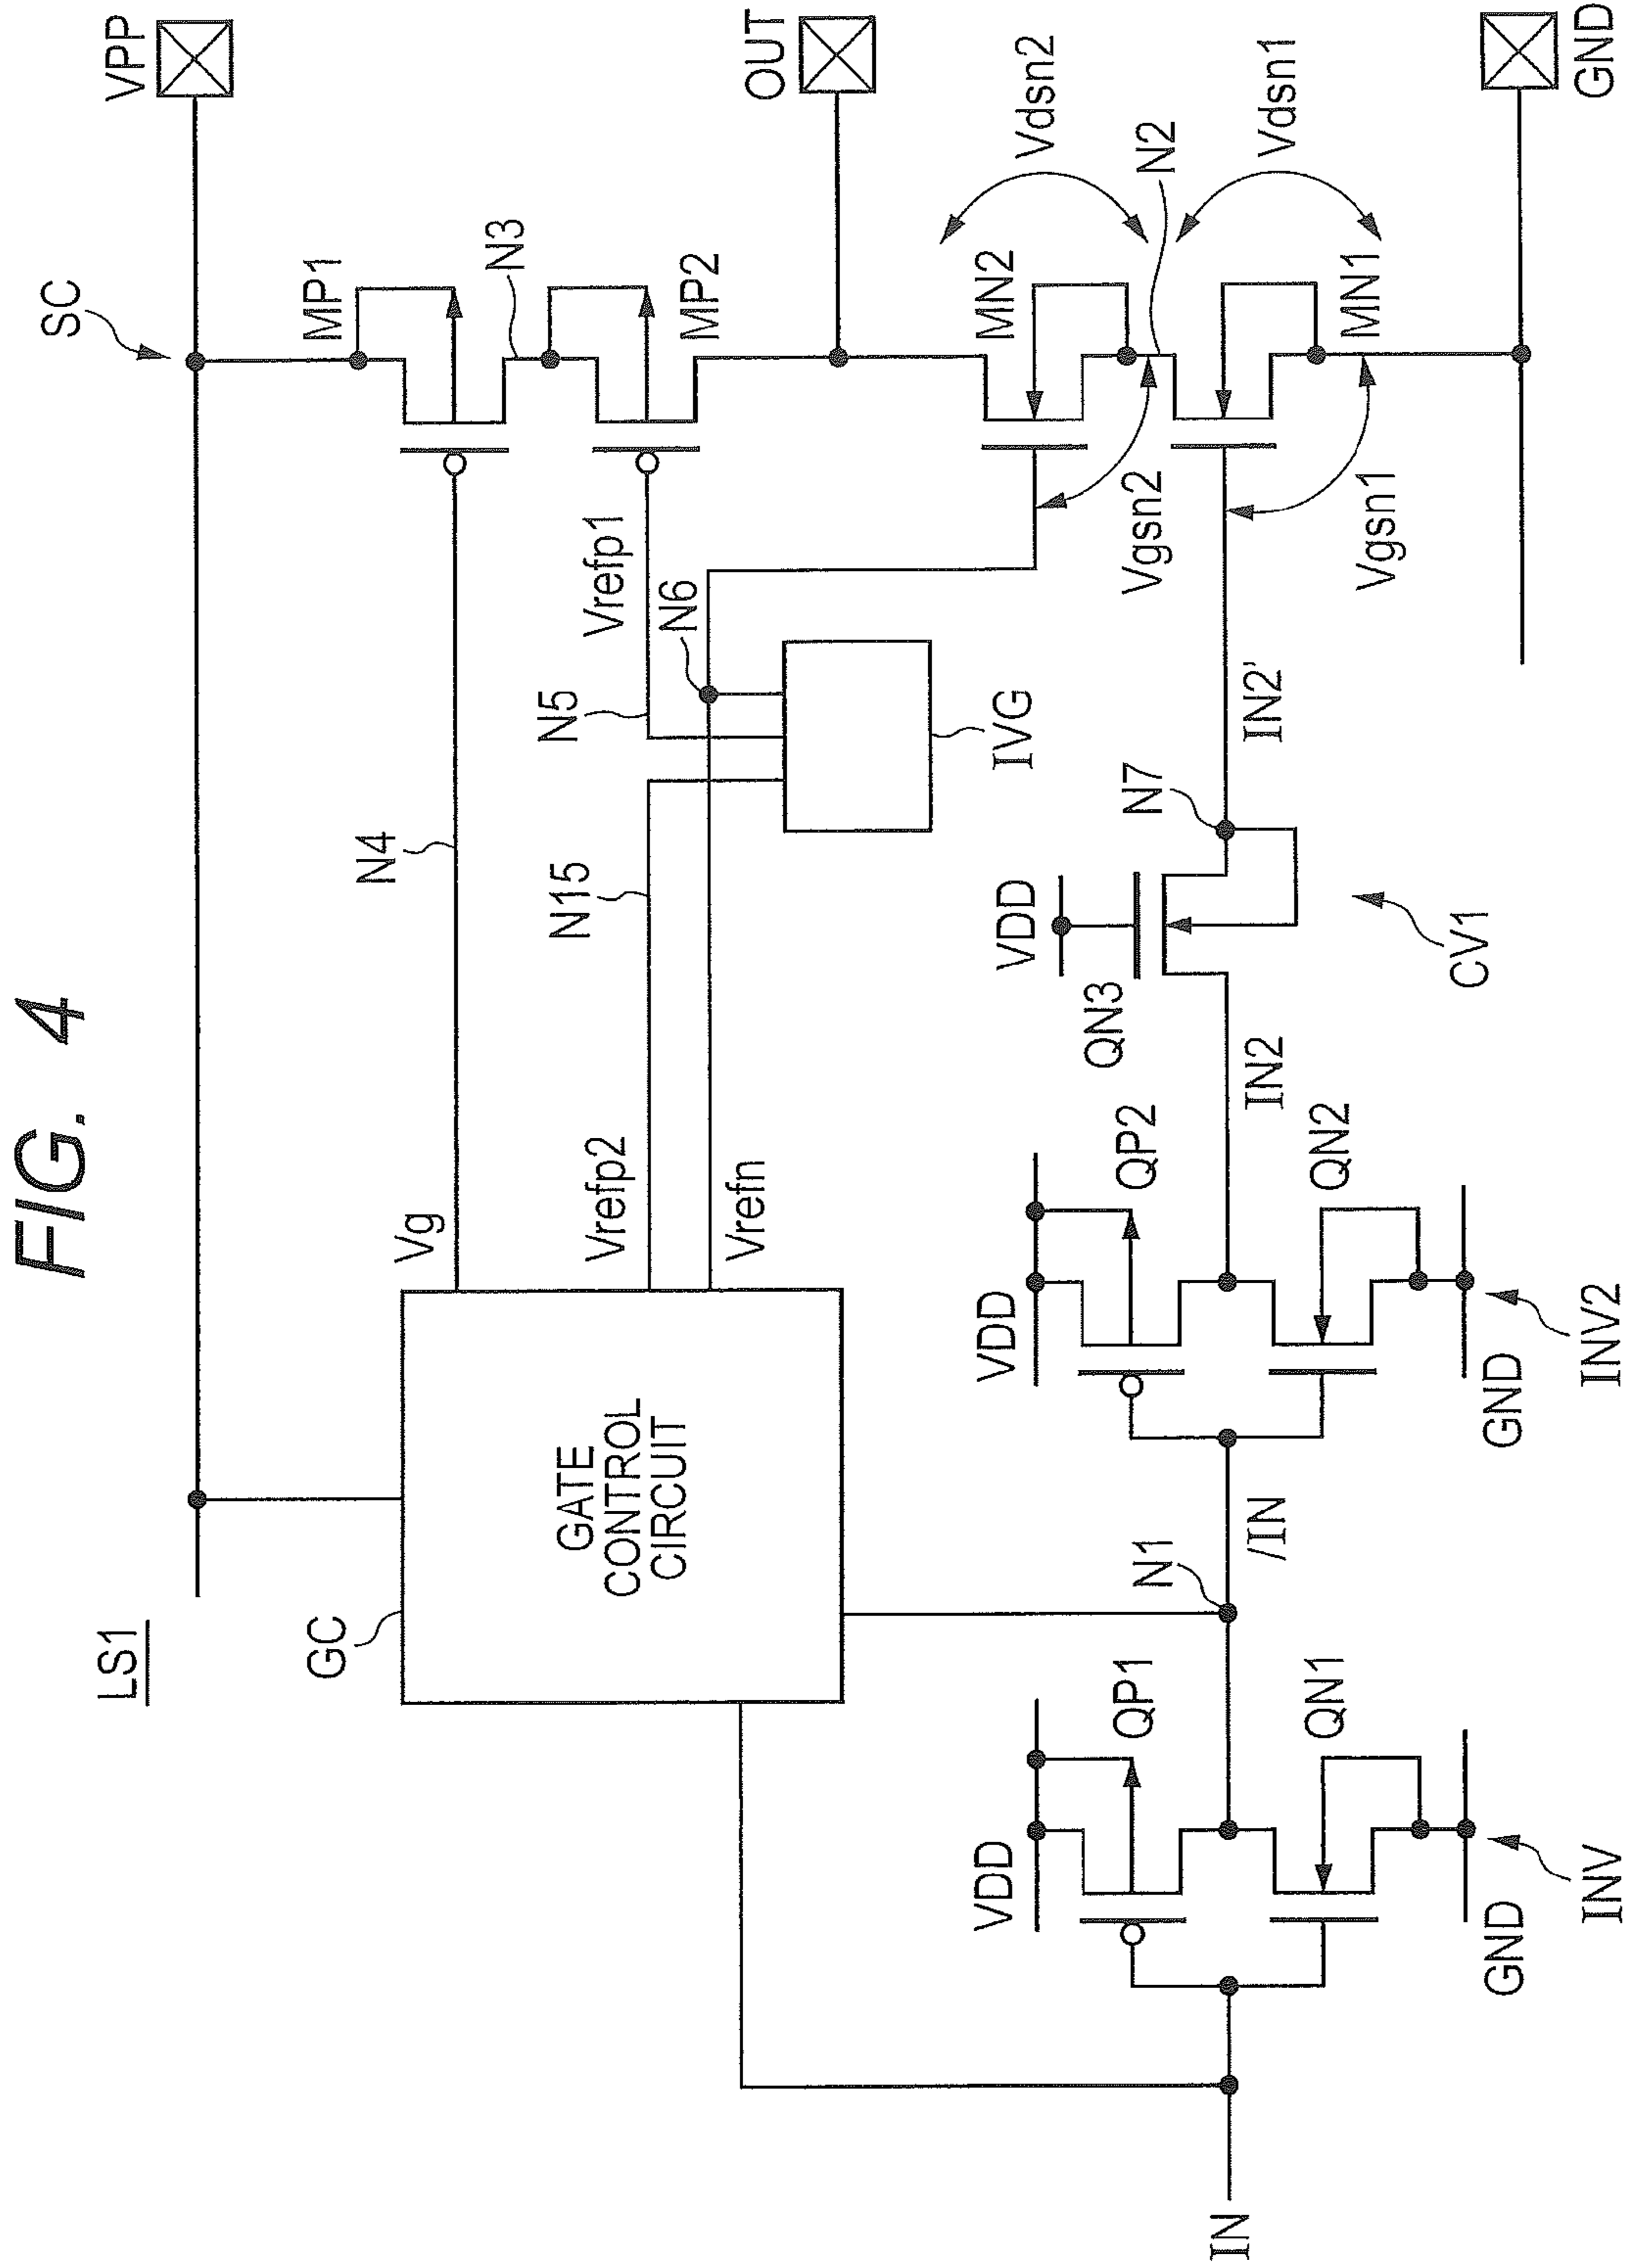 FIG. 4
LS1
SC
VPP
MP1
N3
MP2
OUT
Vdsn2
N2
Vdsn1
MN2
MN1
GND
N4
Vg
GC
GATE
CONTROL
CIRCUIT
Vrefp2
Vrefn
N15
N5
Vrefp1
N6
IVG
Vgsn2
Vgsn1
IN2'
N7
VDD
QN3
CV1
IN2
VDD
QP2
QN2
GND
INV2
/IN
N1
VDD
QP1
QN1
GND
INV
IN